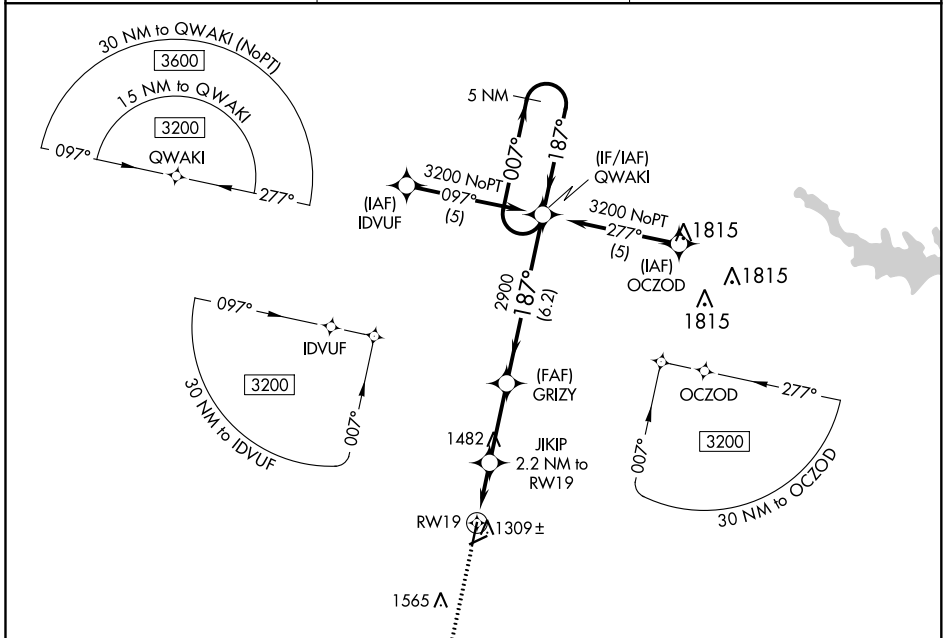 30 NM to QWAKI (NoPT)
3600
15 NM to QWAKI
3200
097°
QWAKI
277°
5 NM
007°
187°
(IF/IAF)
QWAKI
3200 NoPT
097°
(5)
(IAF)
IDVUF
3200 NoPT
277°
(5)
(IAF)
OCZOD
1815
1815
1815
2900
187°
(6.2)
097°
IDVUF
3200
007°
30 NM to IDVUF
(FAF)
GRIZY
OCZOD
277°
3200
007°
30 NM to OCZOD
1482
JIKIP
2.2 NM to
RW19
RW19
1309±
1565